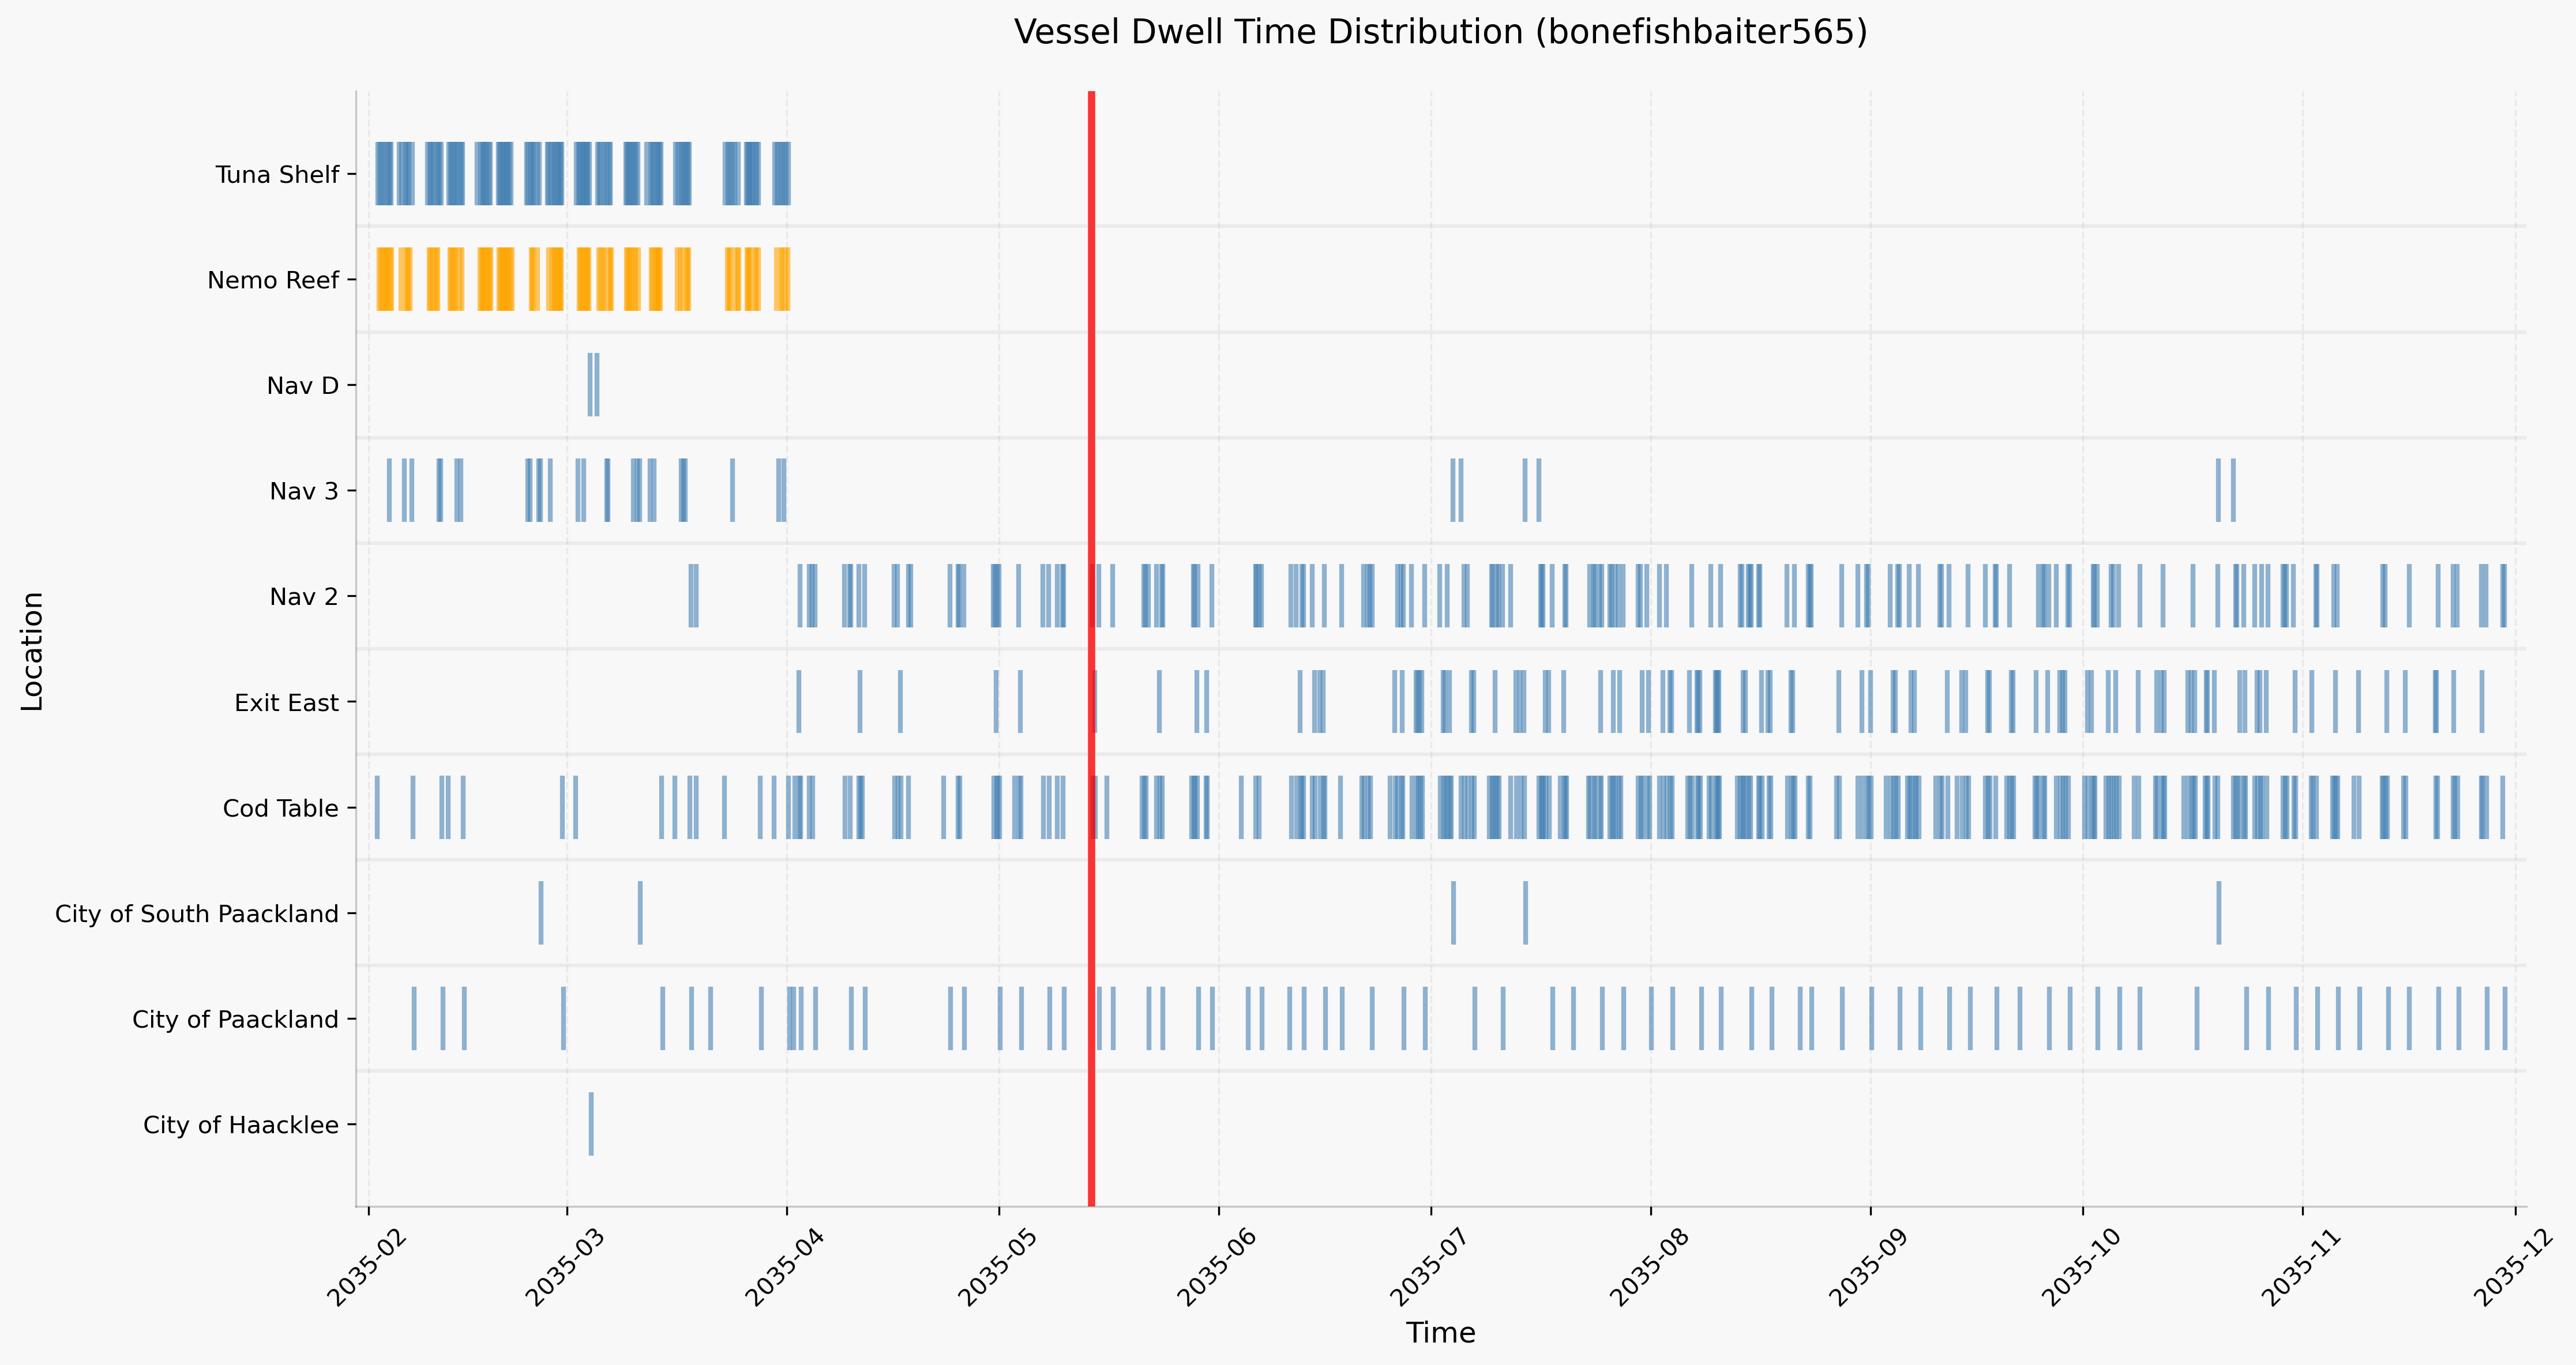 Vessel Dwell Time Distribution (bonefishbaiter565)
Location
Tuna Shelf
Nemo Reef
Nav D
Nav 3
Nav 2
Exit East
Cod Table
City of South Paackland
City of Paackland
City of Haacklee
2035-02
2035-03
2035-04
2035-05
2035-06
2035-07
2035-08
2035-09
2035-10
2035-11
2035-12
Time